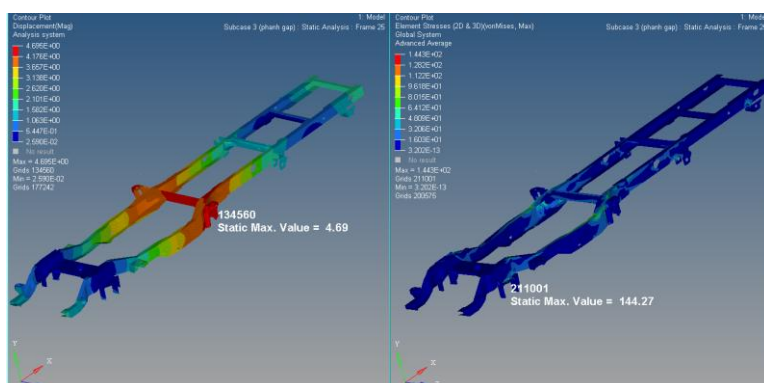 Contour Plot
Displacement(Mag)
Analysis system
4.695E+00
4.176E+00
3.657E+00
3.138E+00
2.620E+00
2.101E+00
1.582E+00
1.063E+00
5.447E-01
2.590E-02
No result
Max = 4.695E+00
Grids 134560
Min = 2.590E-02
Grids 177242
1: Model
Subcase 3 (phanh gap) : Static Analysis : Frame 25
134560
Static Max. Value = 4.69
Y
X
Contour Plot
Element Stresses (2D & 3D)(vonMises, Max)
Global System
Advanced Average
1.443E+02
1.282E+02
1.122E+02
9.618E+01
8.015E+01
6.412E+01
4.809E+01
3.206E+01
1.603E+01
3.202E-13
No result
Max = 1.443E+02
Grids 211001
Min = 3.202E-13
Grids 200575
1: Model
Subcase 3 (phanh gap) : Static Analysis : Frame 25
211001
Static Max. Value = 144.27
Y
X